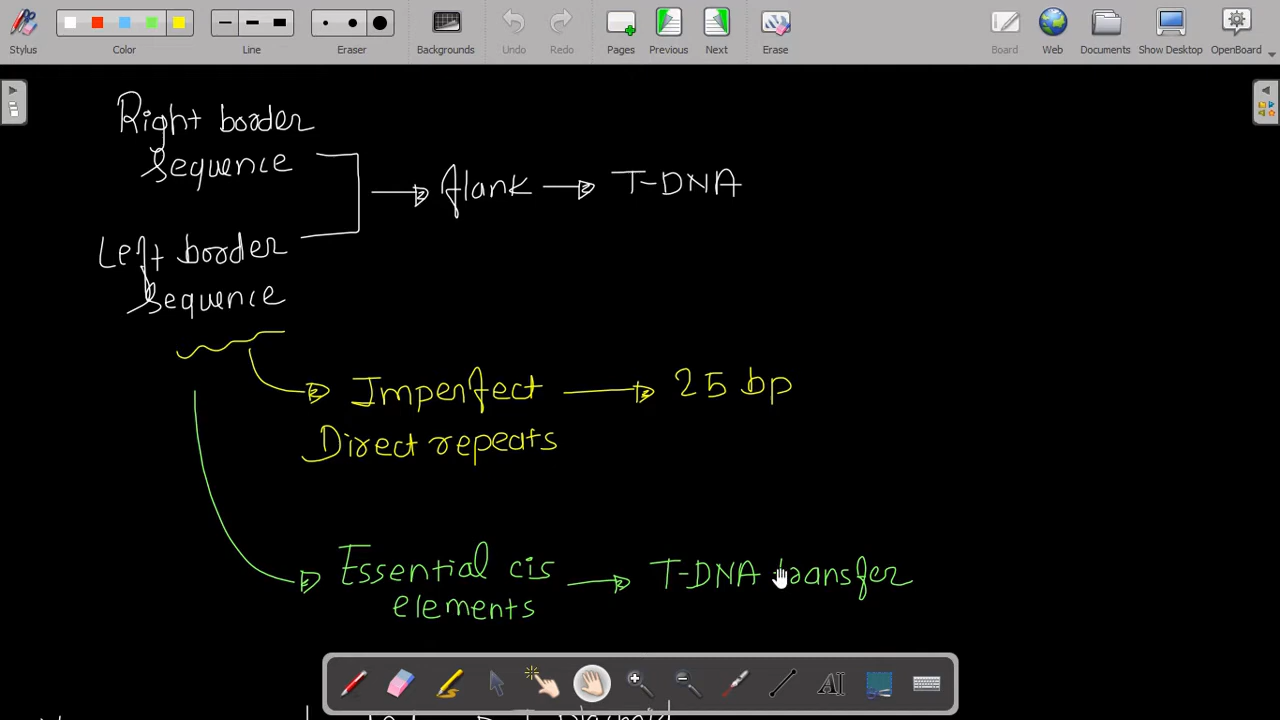 Stylus
Color
Line
Eraser
Backgrounds
Undo
Redo
Pages
Previous
Next
Erase
Board
Web
Documents
Show Desktop
OpenBoard
Right border
sequence
flank
T-DNA
Left border
sequence
Imperfect
25 bp
Direct repeats
Essential cis
elements
T-DNA transfer
AI